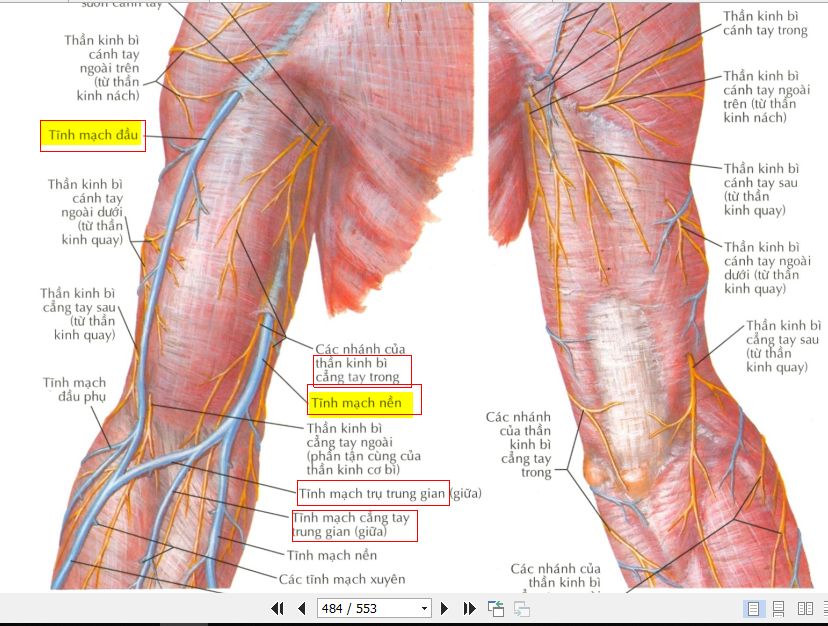 Thần kinh bì
cánh tay
ngoài trên
(từ thần
kinh nách)
Tĩnh mạch đầu
Thần kinh bì
cánh tay
ngoài dưới
(từ thần
kinh quay)
Thần kinh bì
cẳng tay sau
(từ thần
kinh quay)
Tĩnh mạch
đầu phụ
Các nhánh của
thần kinh bì
cẳng tay trong
Tĩnh mạch nền
Thần kinh bì
cẳng tay ngoài
(phần tận cùng của
thần kinh cơ bì)
Tĩnh mạch trụ trung gian (giữa)
Tĩnh mạch cẳng tay
trung gian (giữa)
Tĩnh mạch nền
Các tĩnh mạch xuyên
Thần kinh bì
cánh tay trong
Thần kinh bì
cánh tay ngoài
trên (từ thần
kinh nách)
Thần kinh bì
cánh tay sau
(từ thần
kinh quay)
Thần kinh bì
cánh tay ngoài
dưới (từ thần
kinh quay)
Thần kinh bì
cẳng tay sau
(từ thần
kinh quay)
Các nhánh
của thần
kinh bì
cẳng tay
trong
Các nhánh của
thần kinh bì
484 / 553